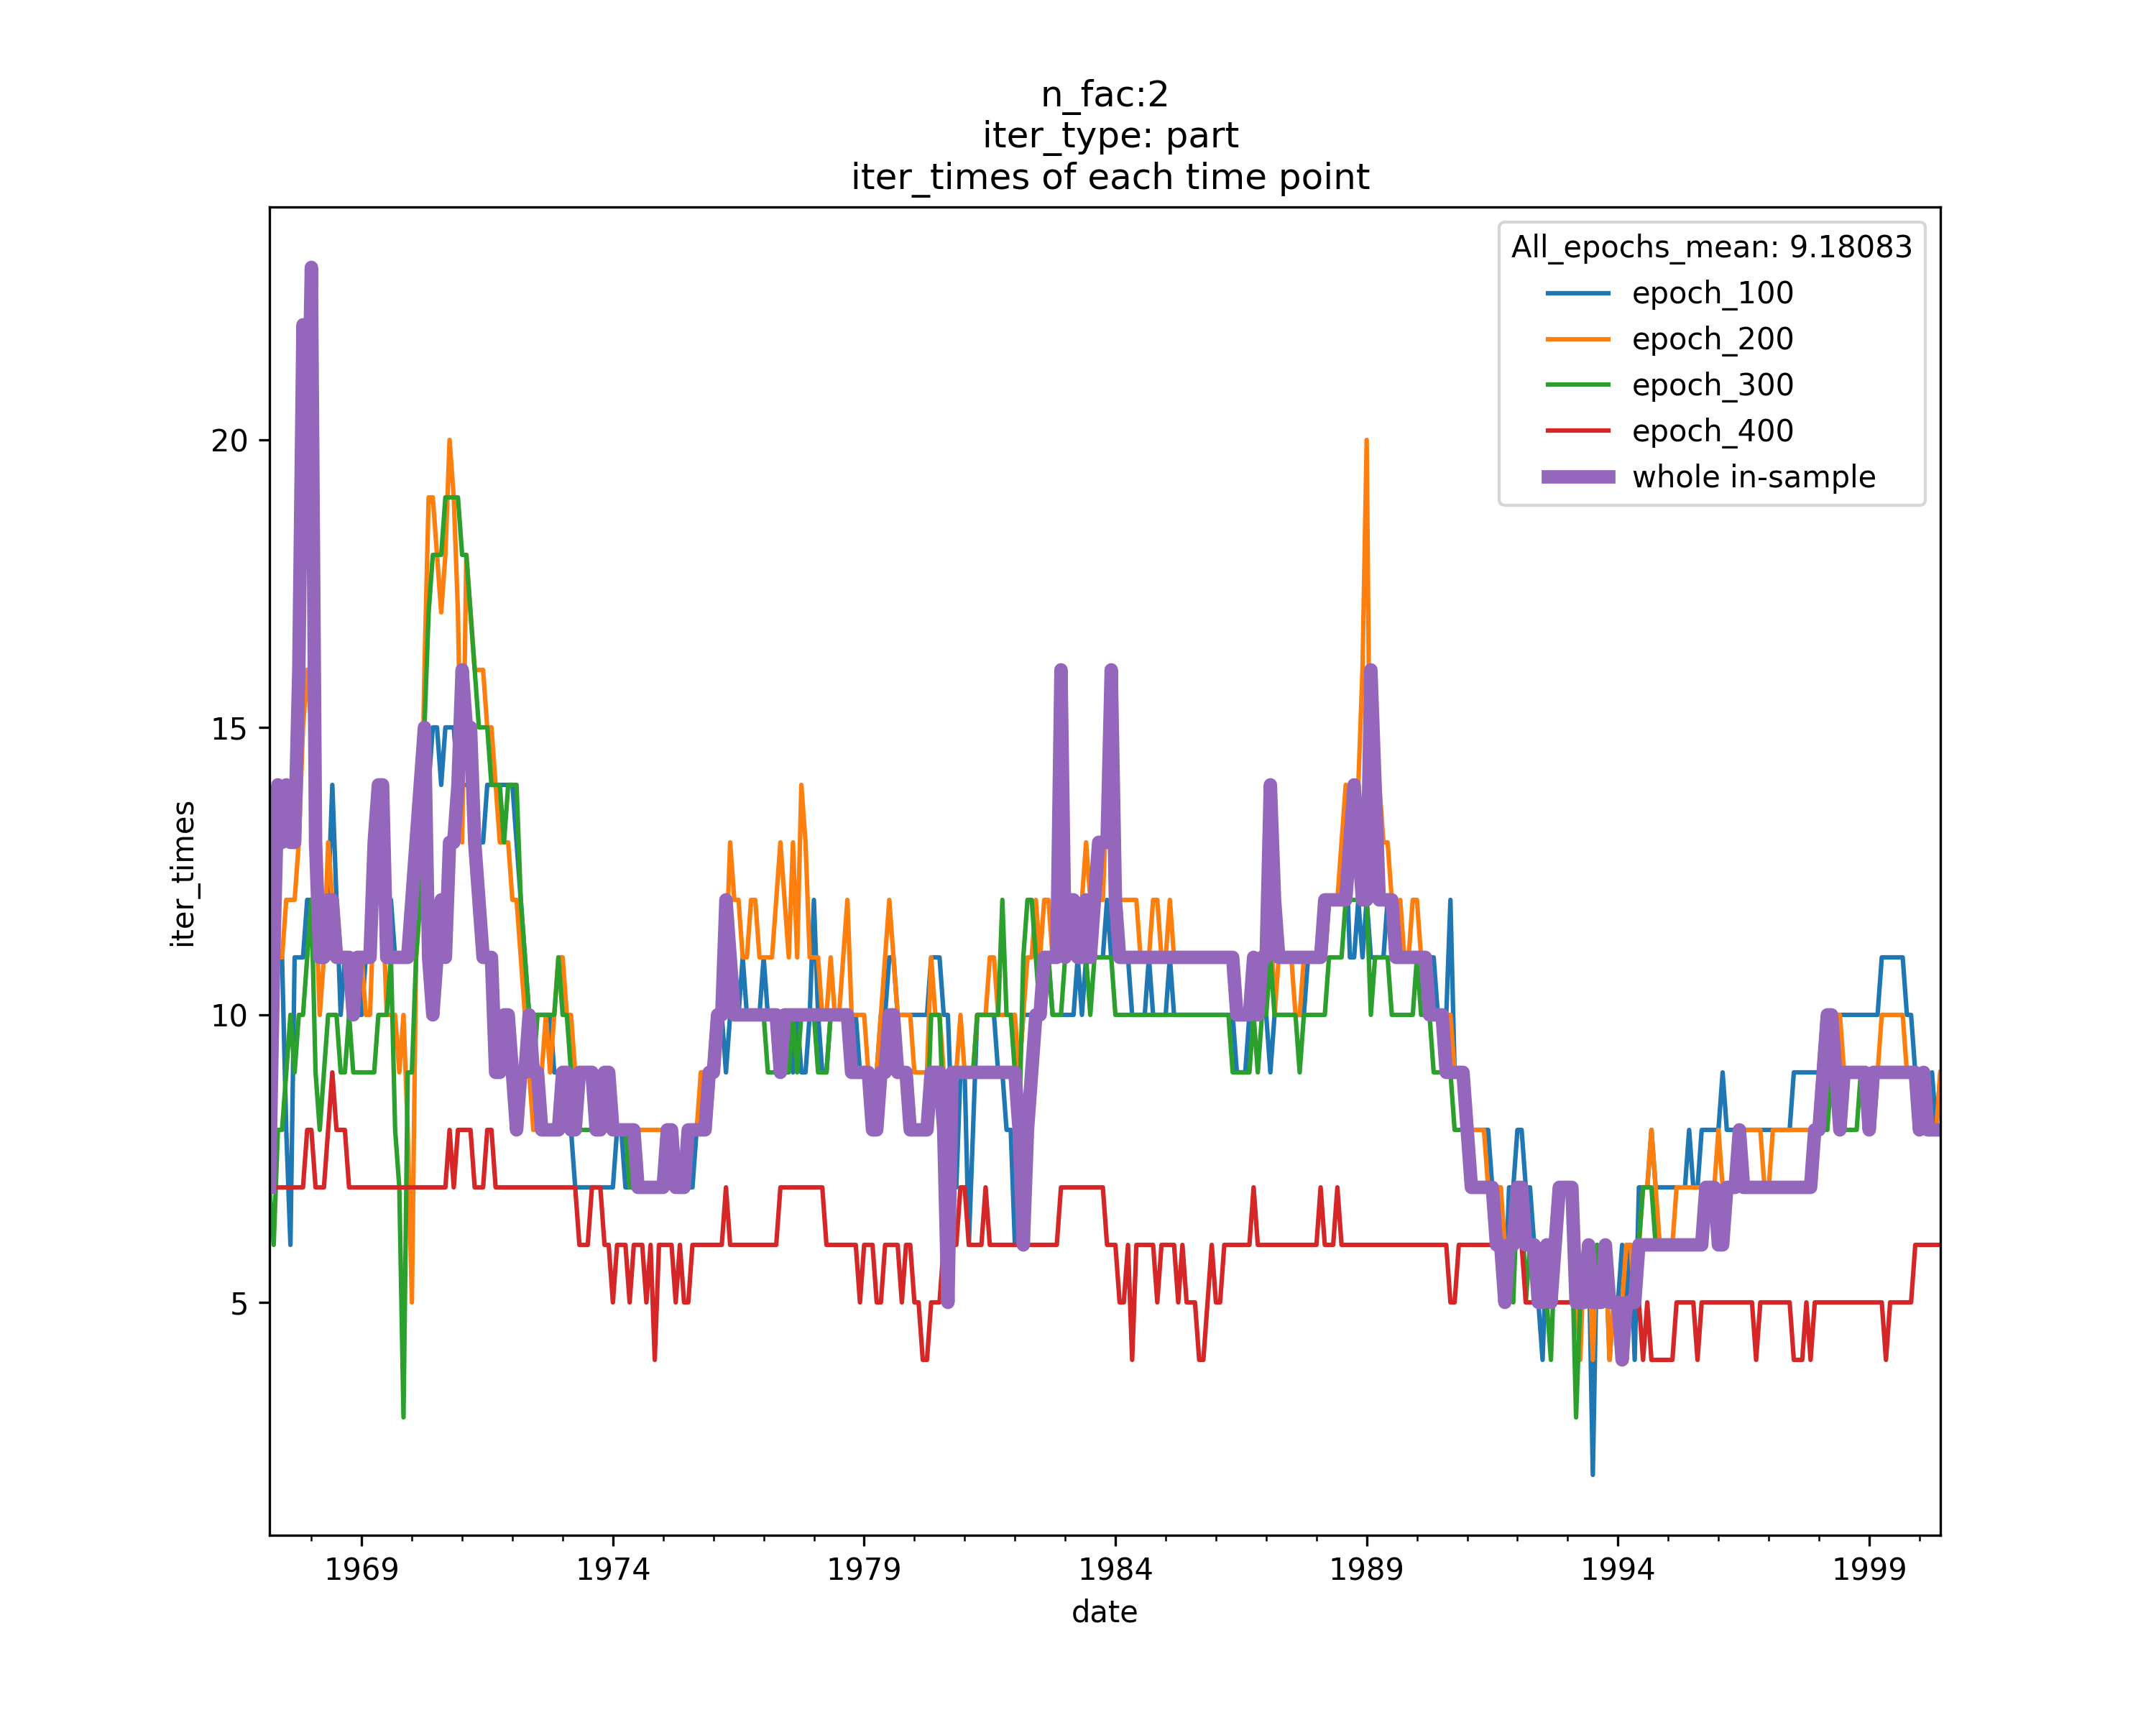 n_fac:2
iter_type: part
iter_times of each time point
All_epochs_mean: 9.18083
epoch_100
epoch_200
epoch_300
epoch_400
whole in-sample
iter_times
20
15
10
5
1969 1974 1979 1984 1989 1994 1999
date